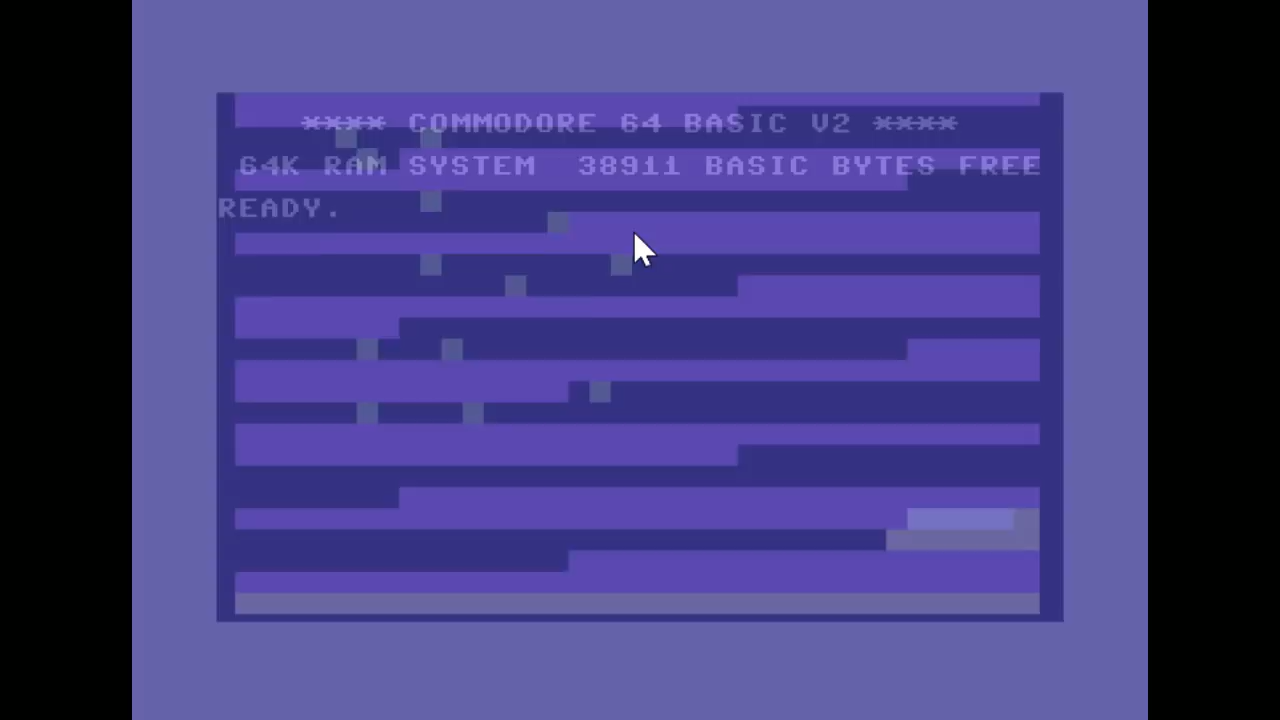 **** COMMODORE 64 BASIC V2 ****
64K RAM SYSTEM  38911 BASIC BYTES FREE
READY.